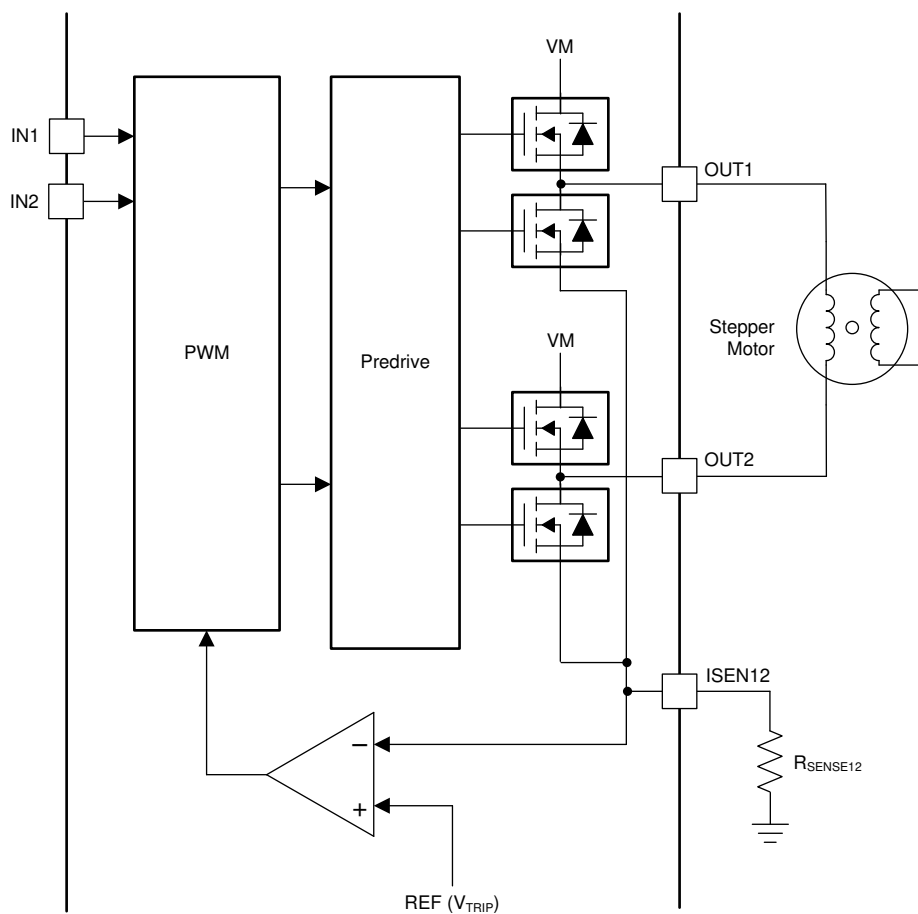 VM
IN1
OUT1
IN2
PWM
Predrive
Stepper
Motor
VM
OUT2
ISEN12
−
+
RSENSE12
REF (VTRIP)